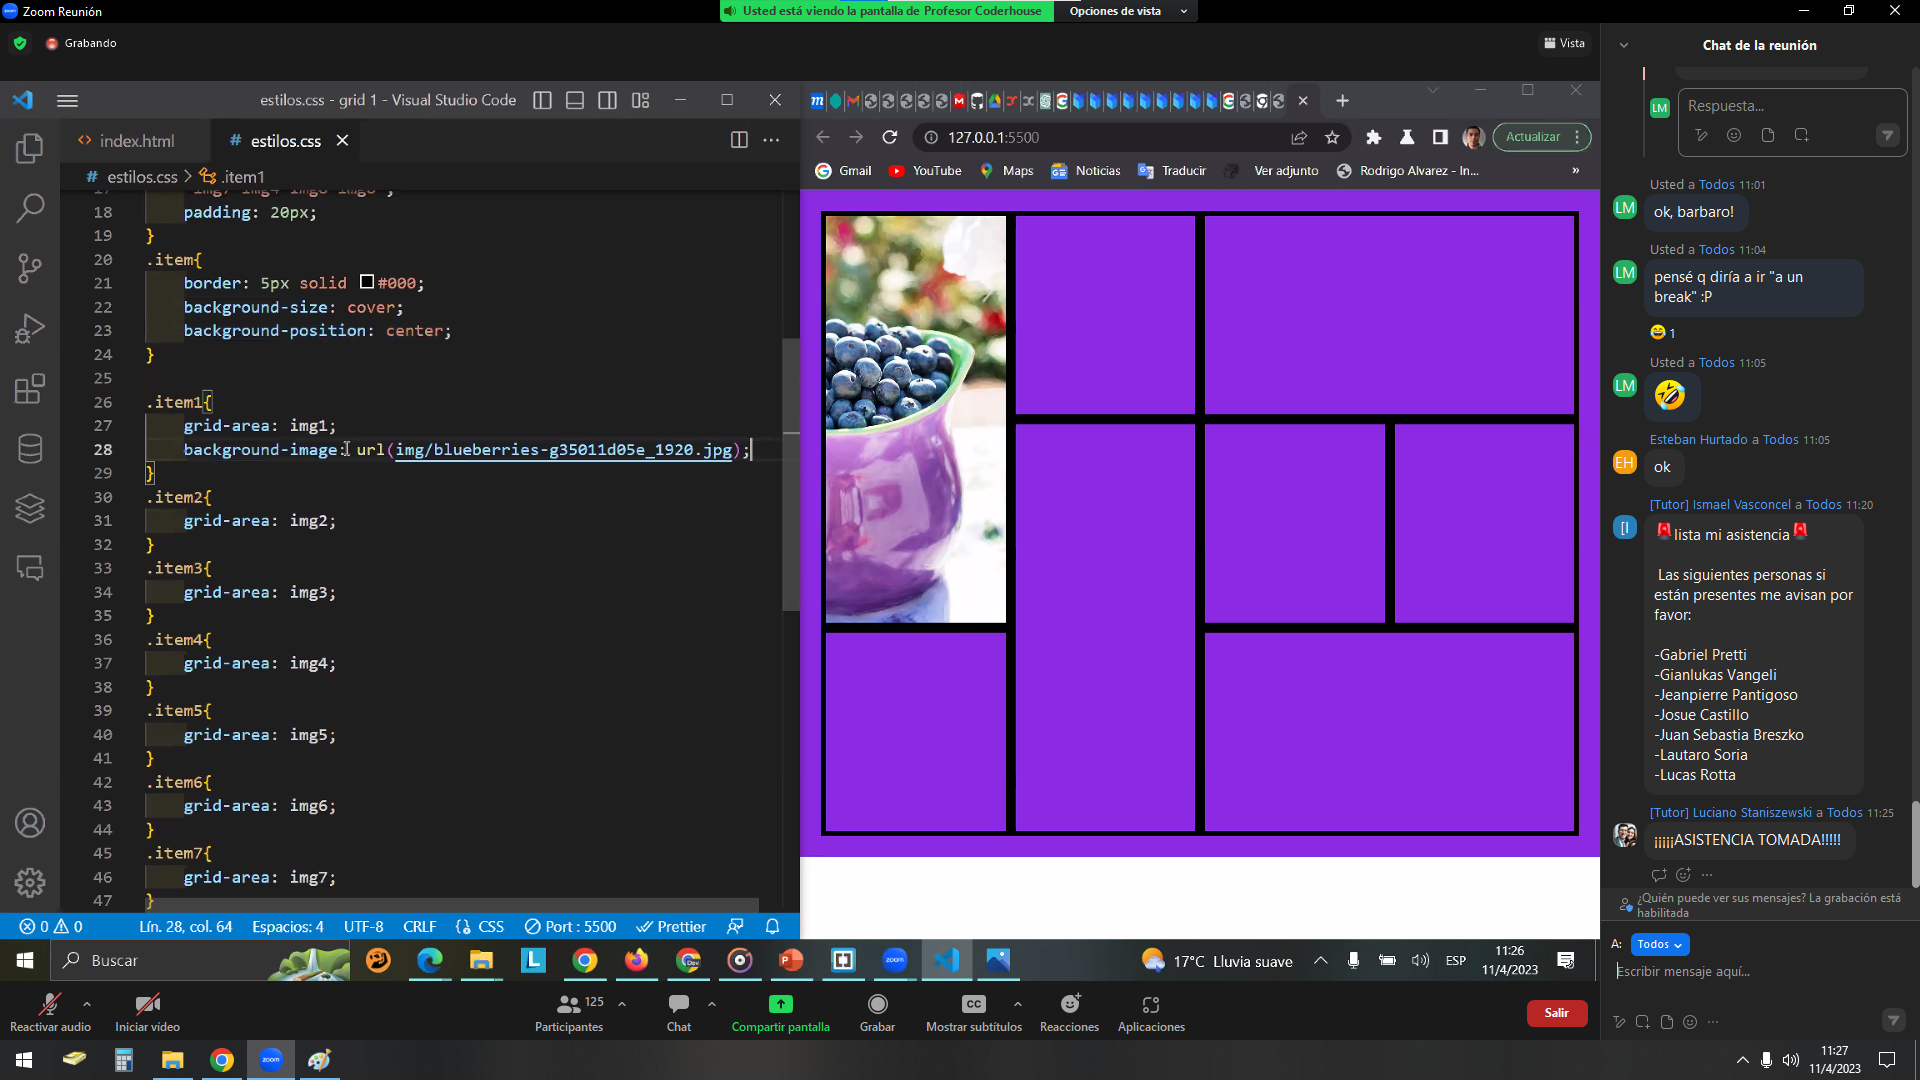 Zoom Reunión
Usted está viendo la pantalla de Profesor Coderhouse
Opciones de vista
Grabando
Vista
estilos.css - grid 1 - Visual Studio Code
index.html
# estilos.css
# estilos.css > .item1
18 padding: 20px;
19 }
20 .item{
21 border: 5px solid #000;
22 background-size: cover;
23 background-position: center;
24 }
25
26 .item1{
27 grid-area: img1;
28 background-image: url(img/blueberries-g35011d05e_1920.jpg);
29 }
30 .item2{
31 grid-area: img2;
32 }
33 .item3{
34 grid-area: img3;
35 }
36 .item4{
37 grid-area: img4;
38 }
39 .item5{
40 grid-area: img5;
41 }
42 .item6{
43 grid-area: img6;
44 }
45 .item7{
46 grid-area: img7;
47 }
0 0 Lín. 28, col. 64 Espacios: 4 UTF-8 CRLF {} CSS Port : 5500 Prettier
127.0.0.1:5500
Actualizar
Gmail YouTube Maps Noticias Traducir Ver adjunto Rodrigo Alvarez - In... »
Buscar
17°C Lluvia suave
ESP
11:26
11/4/2023
Chat de la reunión
LM
Respuesta...
Usted a Todos 11:01
LM
ok, barbaro!
Usted a Todos 11:04
LM
pensé q diría a ir "a un
break" :P
1
Usted a Todos 11:05
LM
Esteban Hurtado a Todos 11:05
EH
ok
[Tutor] Ismael Vasconcel a Todos 11:20
[I
lista mi asistencia
Las siguientes personas si
están presentes me avisan por
favor:
-Gabriel Pretti
-Gianlukas Vangeli
-Jeanpierre Pantigoso
-Josue Castillo
-Juan Sebastia Breszko
-Lautaro Soria
-Lucas Rotta
[Tutor] Luciano Staniszewski a Todos 11:25
¡¡¡¡¡ASISTENCIA TOMADA!!!!!
¿Quién puede ver sus mensajes? La grabación está
habilitada
A: Todos
Escribir mensaje aquí...
Reactivar audio
Iniciar vídeo
125
Participantes
Chat
Compartir pantalla
Grabar
CC
Mostrar subtítulos
Reacciones
Aplicaciones
Salir
zoom
11:27
11/4/2023